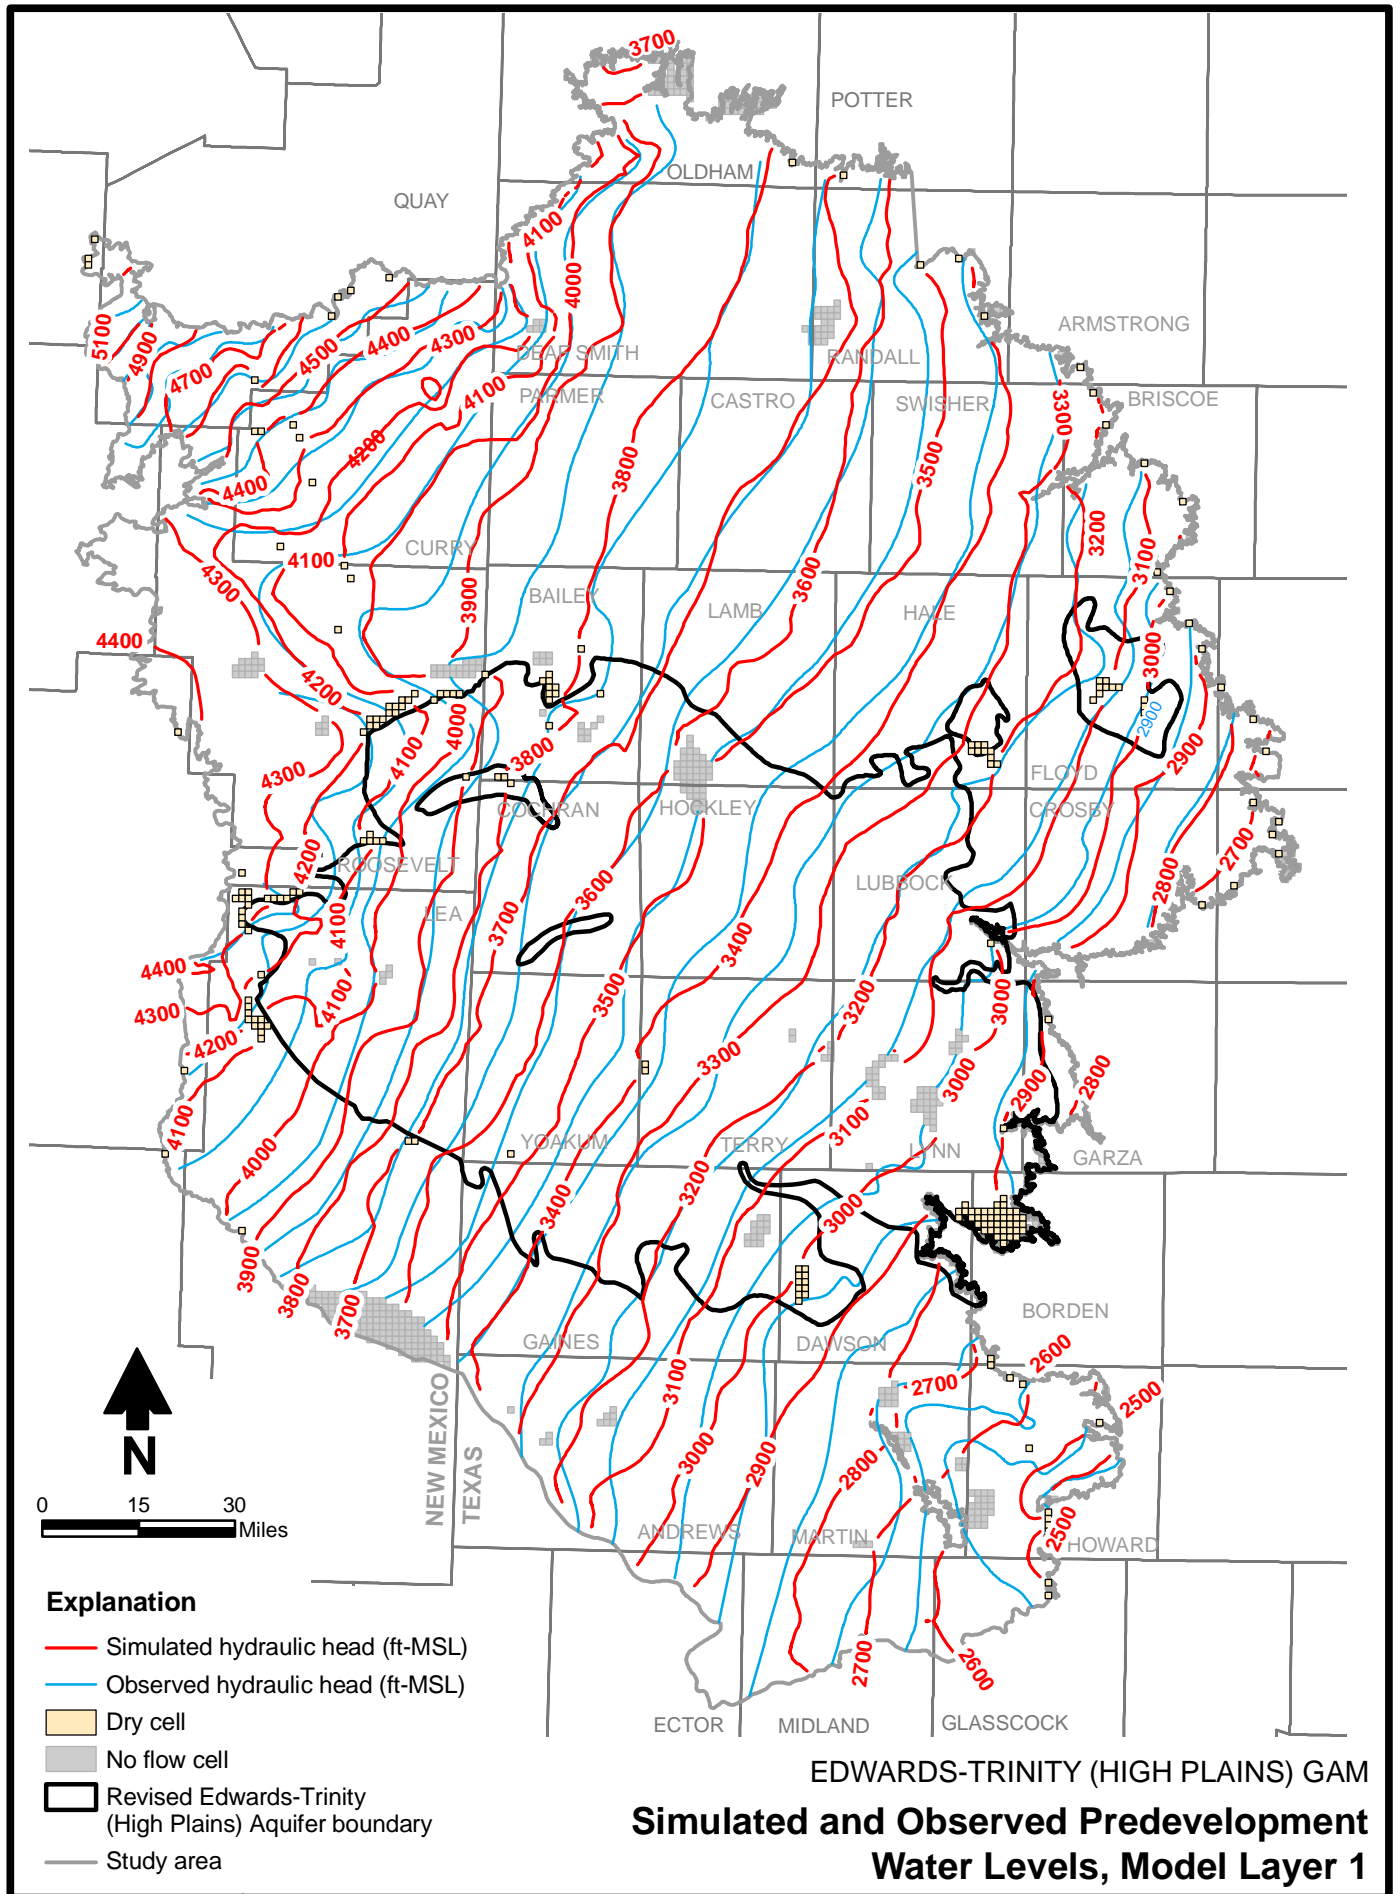 3700
POTTER
OLDHAM
QUAY
4100
4000
5100
4900
4700
4500
4400
4300
4100
DEAF SMITH
RANDALL
ARMSTRONG
PARMER
CASTRO
SWISHER
3300
BRISCOE
4200
4400
3800
3500
3200
3100
CURRY
4100
4300
3900
BAILEY
3600
LAMB
HALE
4400
4200
3000
2900
4000
4100
3800
4300
2900
FLOYD
COCHRAN
HOCKLEY
CROSBY
ROOSEVELT
4200
LUBBOCK
2700
2800
3600
LEA
4100
3700
3400
4400
4300
4200
4100
3500
3200
3000
3300
3000
2900
2800
4100
4000
YOAKUM
TERRY
3100
LYNN
GARZA
3200
3400
3000
3900
3800
3700
GAINES
DAWSON
BORDEN
2600
3100
2700
2500
NEW MEXICO
TEXAS
3000
2900
2800
N
0 15 30
Miles
ANDREWS
MARTIN
2500
HOWARD
2700
2600
ECTOR
MIDLAND
GLASSCOCK
Explanation
Simulated hydraulic head (ft-MSL)
Observed hydraulic head (ft-MSL)
Dry cell
No flow cell
Revised Edwards-Trinity
(High Plains) Aquifer boundary
Study area
EDWARDS-TRINITY (HIGH PLAINS) GAM
Simulated and Observed Predevelopment
Water Levels, Model Layer 1